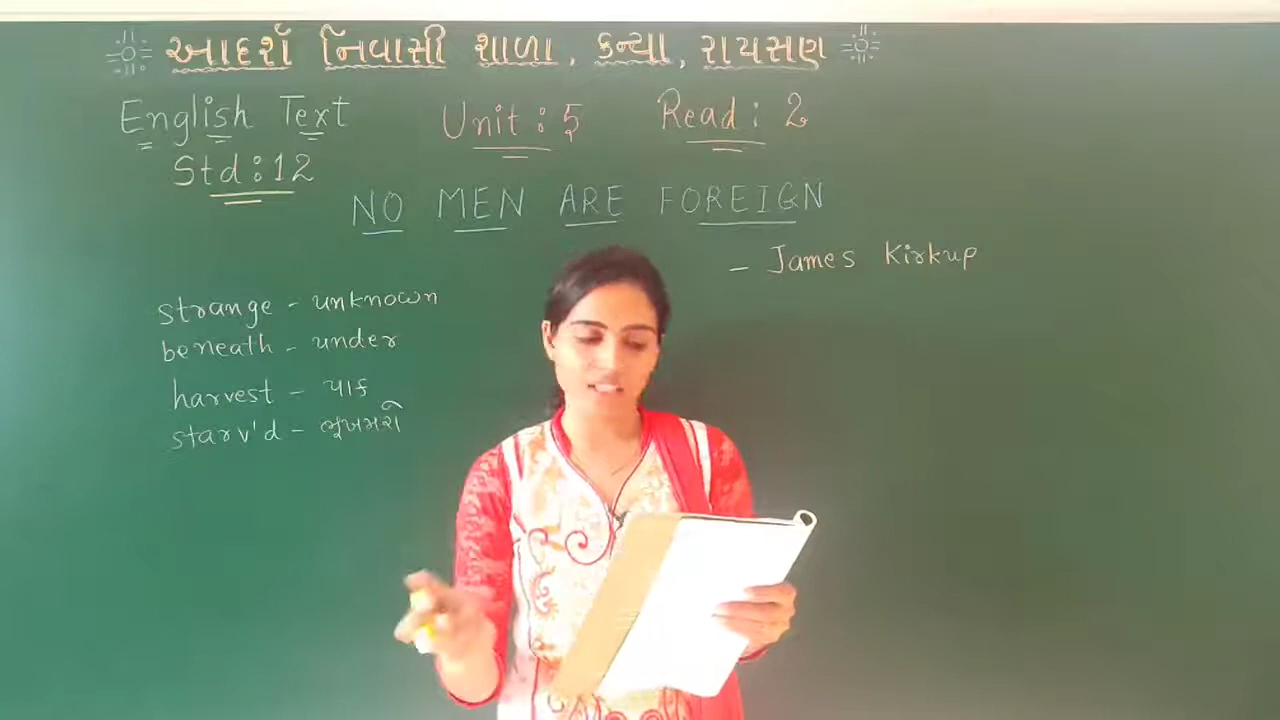 આદર્શ નિવાસી શાળા, કન્યા, રાયસણ
English Text Unit : 5 Read : 2
Std : 12
NO MEN ARE FOREIGN
- James Kirkup
strange - unknown
beneath - under
harvest - પાક
starv'd - ભૂખમરો